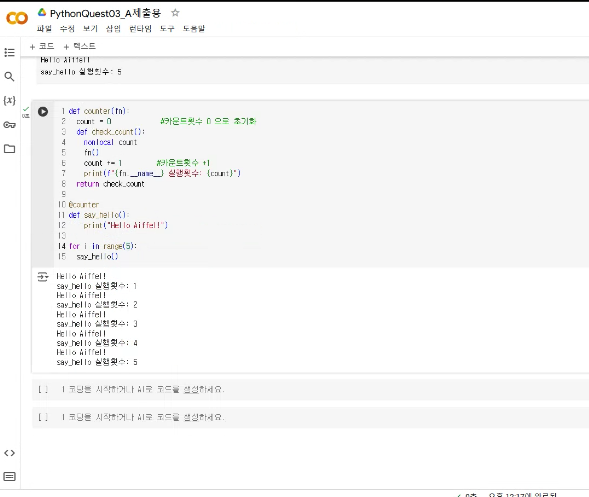 PythonQuest03_A제출용 ☆
파일 수정 보기 삽입 런타임 도구 도움말
+ 코드 + 텍스트
Hello Aiffel!
say_hello 실행횟수: 5
1 def counter(fn):
2 count = 0 #카운트횟수 0 으로 초기화
3 def check_count():
4 nonlocal count
5 fn()
6 count += 1 #카운트횟수 +1
7 print(f"{fn.__name__} 실행횟수: {count}")
8 return check_count
9
10 @counter
11 def say_hello():
12 print("Hello Aiffel!")
13
14 for i in range(5):
15 say_hello()
Hello Aiffel!
say_hello 실행횟수: 1
Hello Aiffel!
say_hello 실행횟수: 2
Hello Aiffel!
say_hello 실행횟수: 3
Hello Aiffel!
say_hello 실행횟수: 4
Hello Aiffel!
say_hello 실행횟수: 5
[ ] 1 코딩을 시작하거나 AI로 코드를 생성하세요.
[ ] 1 코딩을 시작하거나 AI로 코드를 생성하세요.
0초 오후 12:17에 완료됨